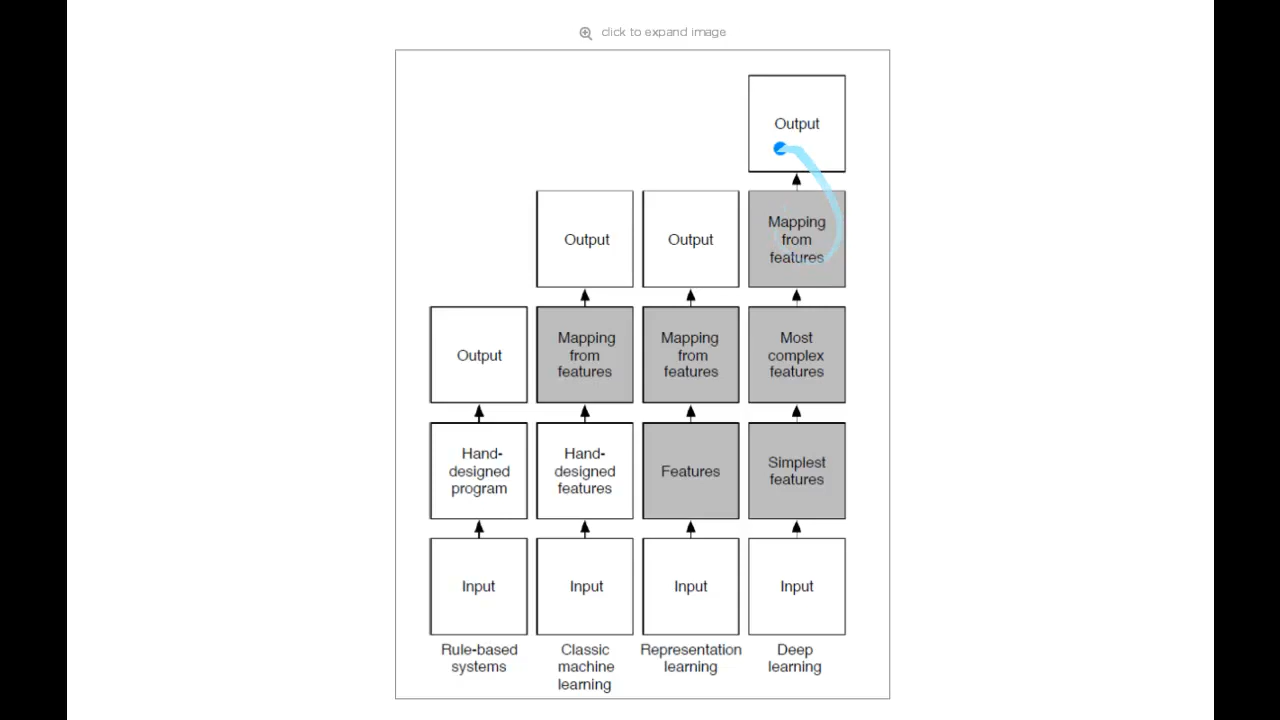 click to expand image
Output
Output
Output
Mapping
from
features
Output
Mapping
from
features
Mapping
from
features
Most
complex
features
Hand-
designed
program
Hand-
designed
features
Features
Simplest
features
Input
Input
Input
Input
Rule-based
systems
Classic
machine
learning
Representation
learning
Deep
learning